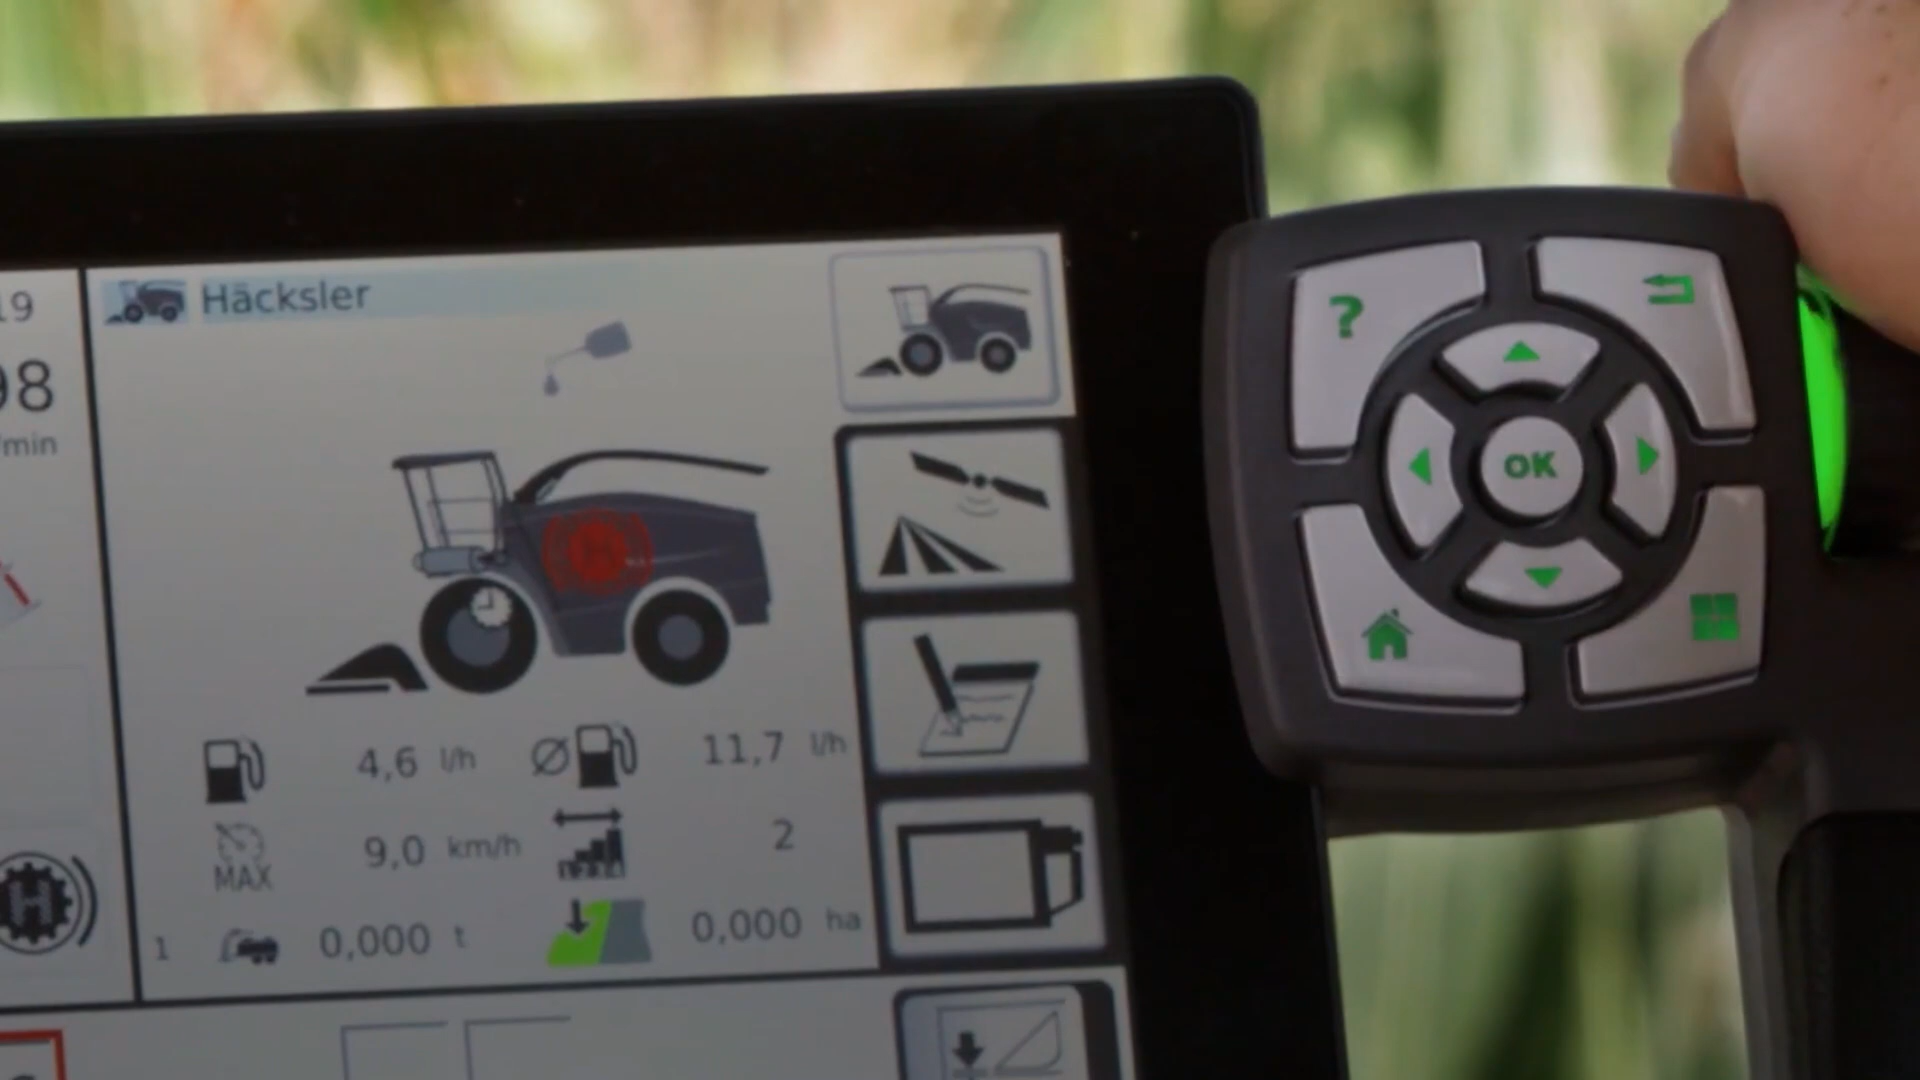 19
98
/min
Häcksler
4,6 l/h
Ø 11,7 l/h
MAX 9,0 km/h
2
1 0,000 t
0,000 ha
H
H
?
OK